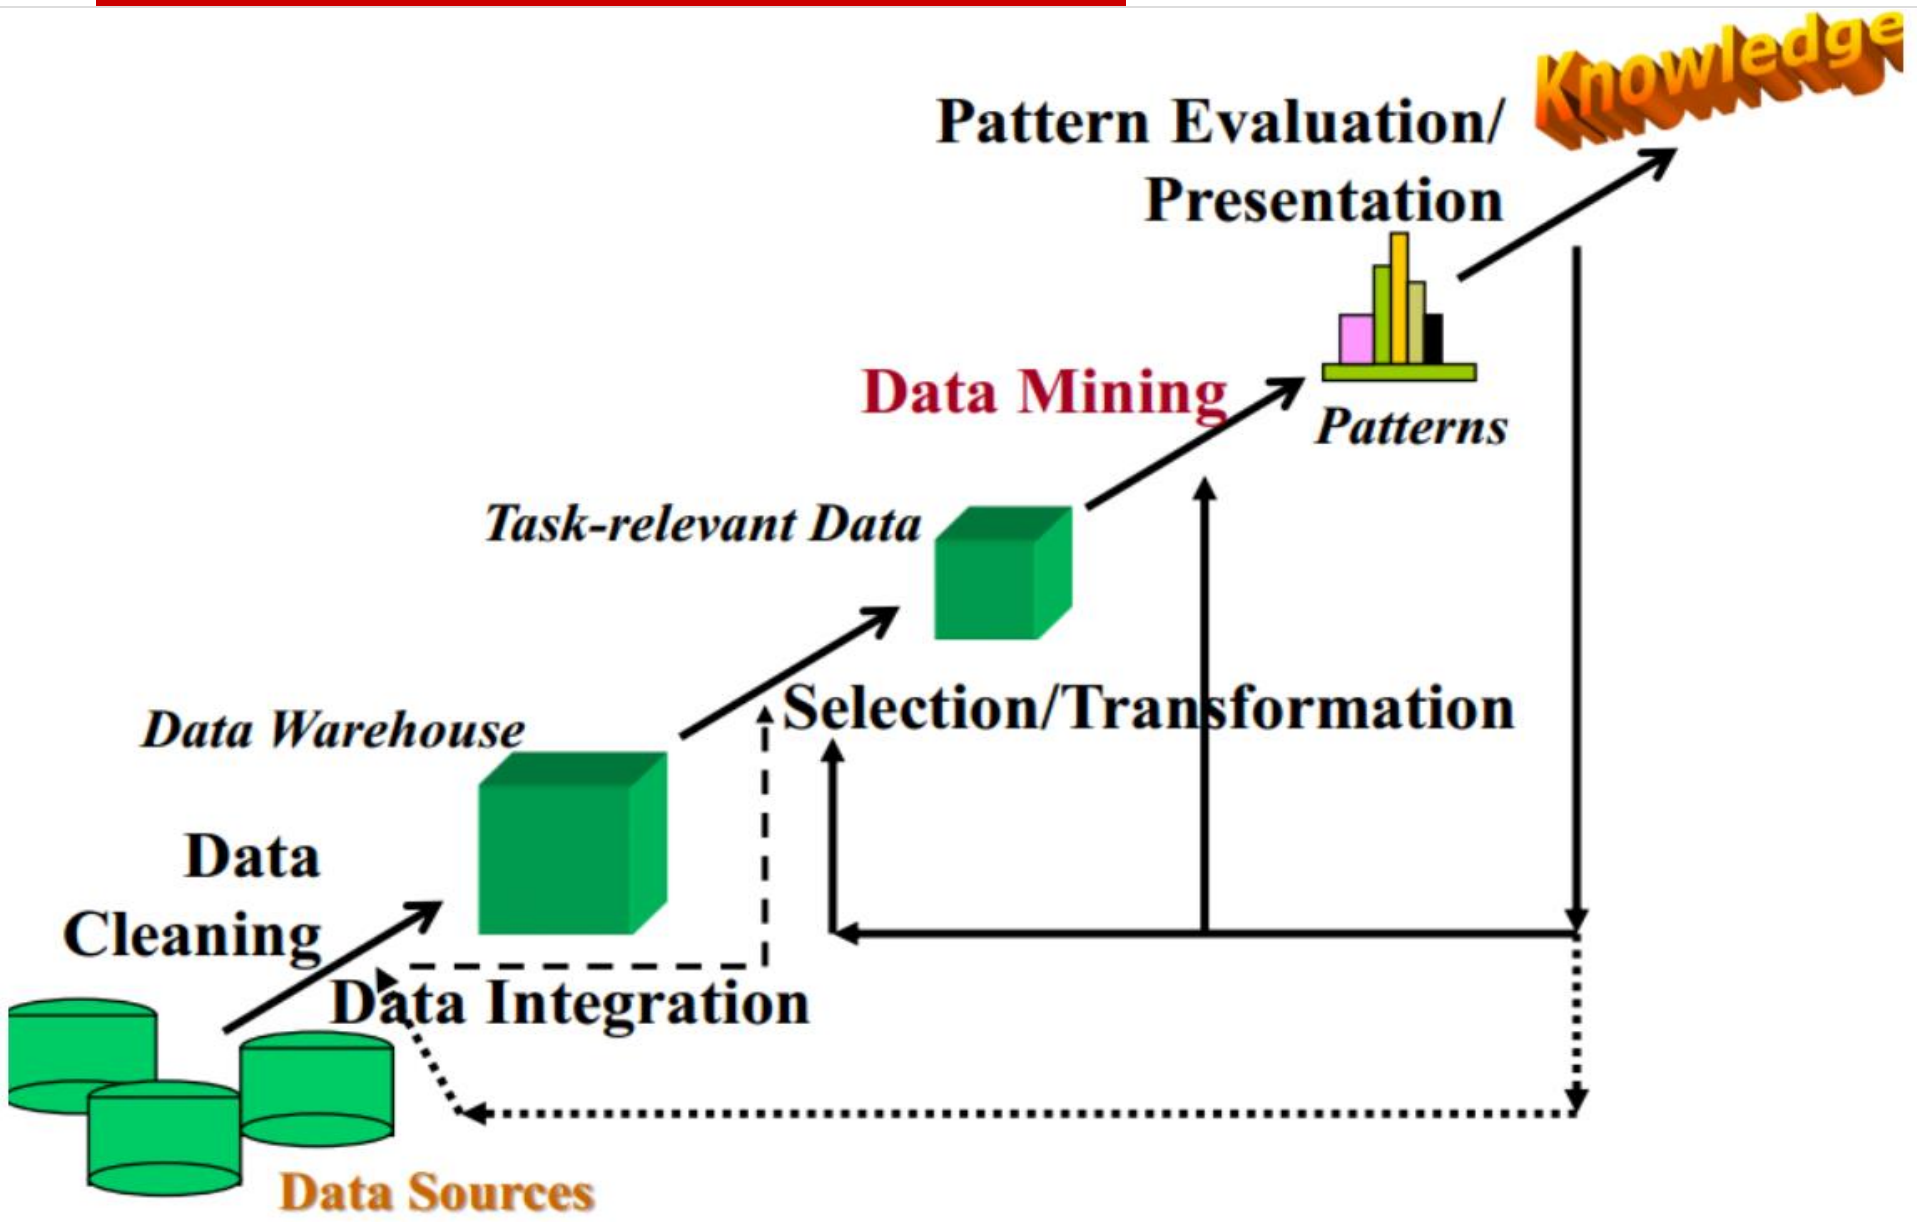 Knowledge
Pattern Evaluation/
Presentation
Data Mining
Patterns
Task-relevant Data
Selection/Transformation
Data Warehouse
Data
Cleaning
Data Integration
Data Sources